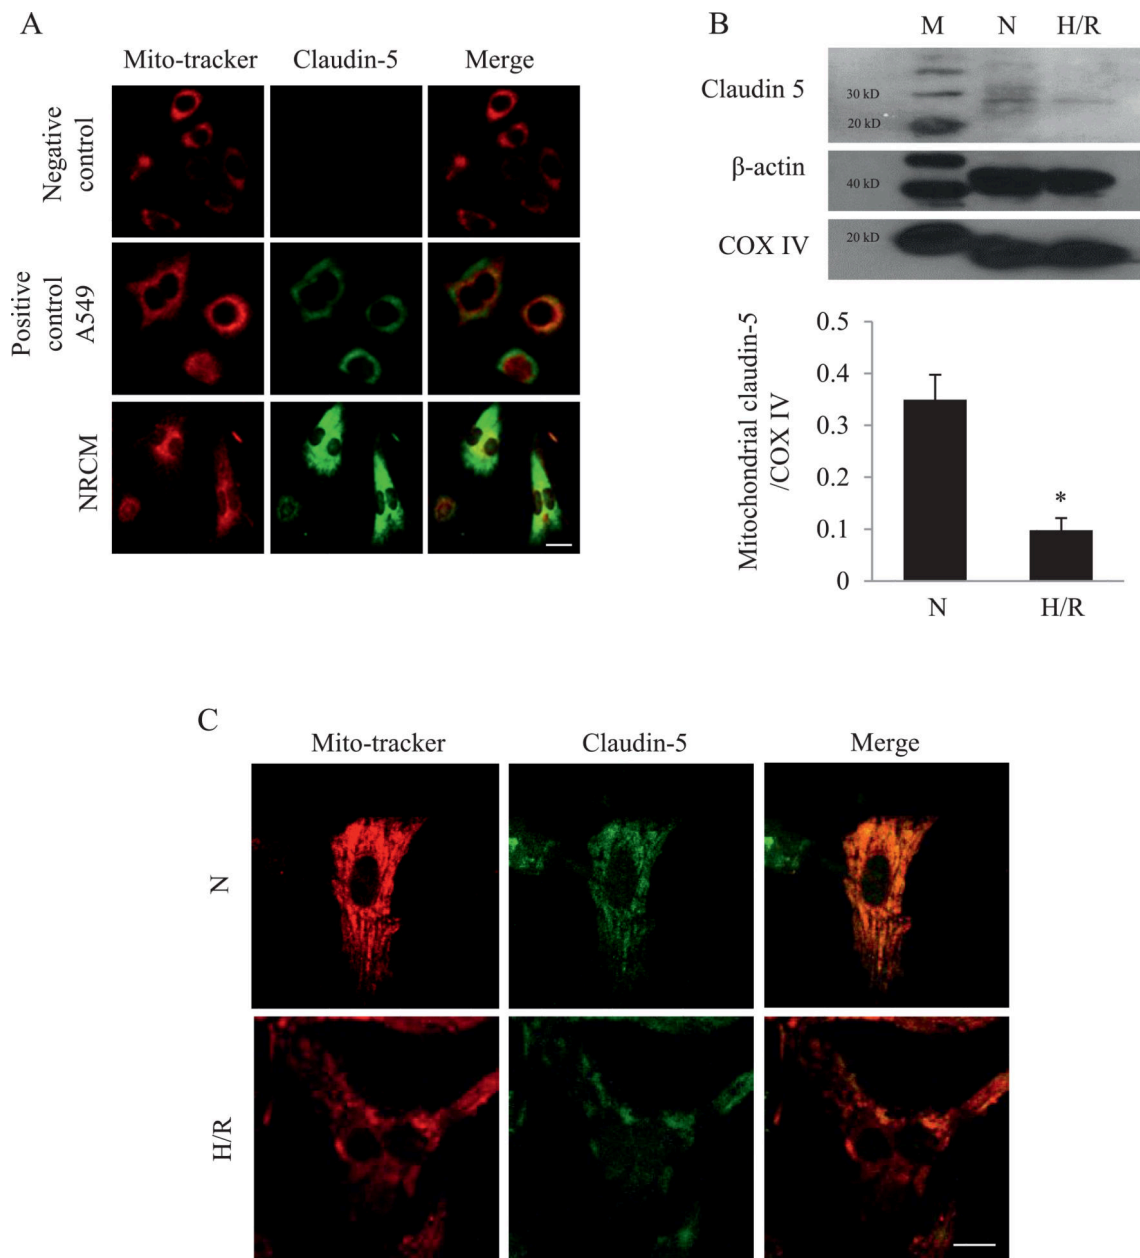 A
Mito-tracker Claudin-5 Merge
Negative
control
Positive
control
A549
NRCM
B
M N H/R
Claudin 5
30 kD
20 kD
β-actin
40 kD
COX IV
20 kD
Mitochondrial claudin-5
/COX IV
0.5
0.4
0.3
0.2
0.1
0
*
N H/R
C
Mito-tracker Claudin-5 Merge
N
H/R